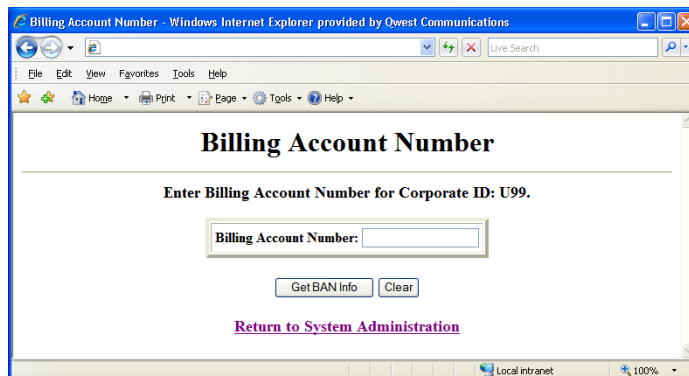 Billing Account Number - Windows Internet Explorer provided by Qwest Communications
Live Search
File Edit View Favorites Tools Help
Home Print Page Tools Help
Billing Account Number
Enter Billing Account Number for Corporate ID: U99.
Billing Account Number:
Get BAN Info Clear
Return to System Administration
Local intranet 100%